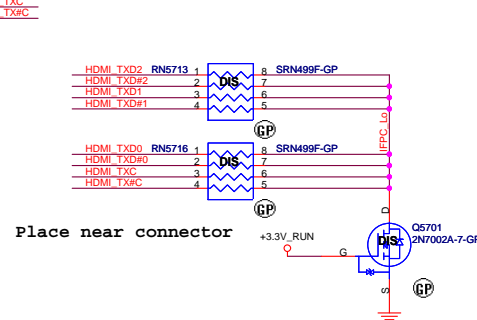 TXC
TX#C
HDMI_TXD2 RN5713 1 8 SRN499F-GP
HDMI_TXD#2 2 DIS 7
HDMI_TXD1 3 6
HDMI_TXD#1 4 5
GP
IFPC_Lo
HDMI_TXD0 RN5716 1 8 SRN499F-GP
HDMI_TXD#0 2 DIS 7
HDMI_TXC 3 6
HDMI_TX#C 4 5
GP
Place near connector
+3.3V_RUN
D
G
S
DIS
Q5701
2N7002A-7-GP
GP